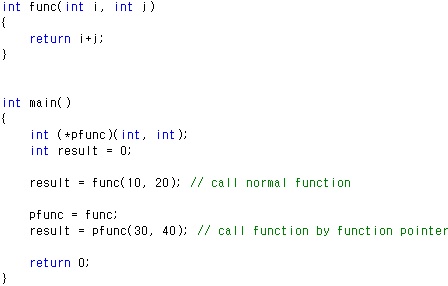 int func(int i, int j)
{
    return i+j;
}
int main()
{
    int (*pfunc)(int, int);
    int result = 0;
    result = func(10, 20); // call normal function
    pfunc = func;
    result = pfunc(30, 40); // call function by function pointer
    return 0;
}